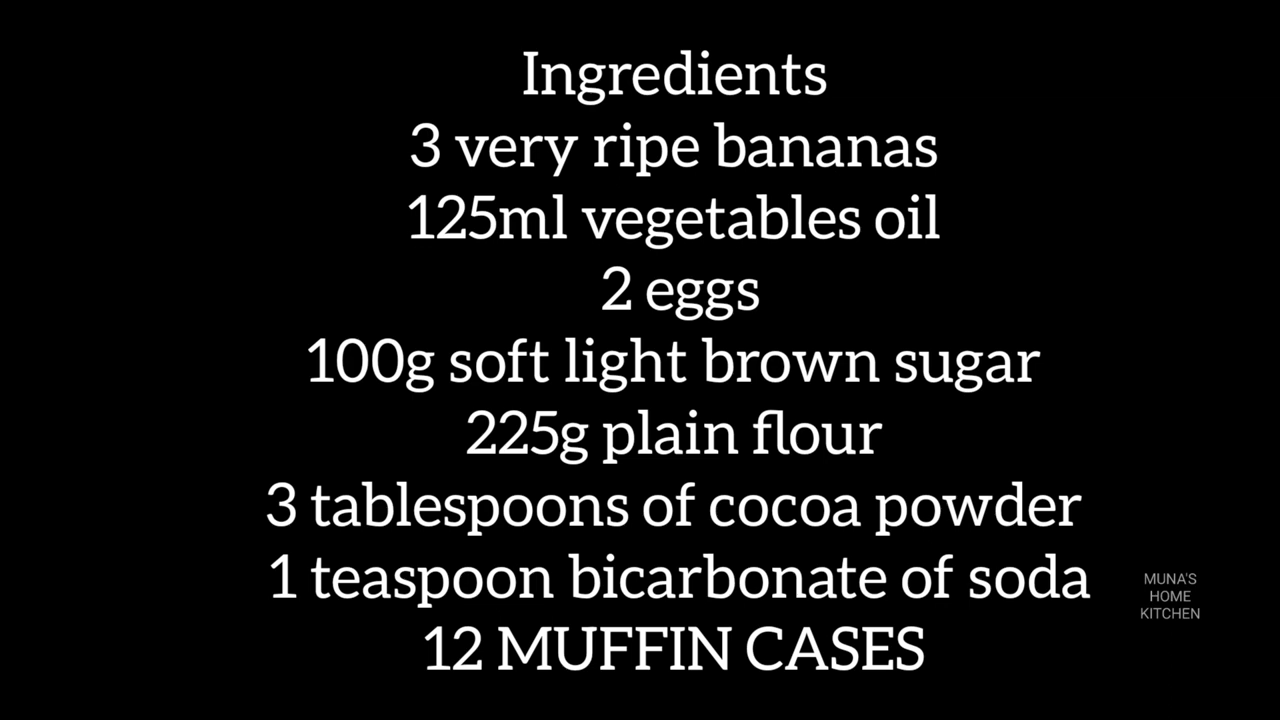 Ingredients
3 very ripe bananas
125ml vegetables oil
2 eggs
100g soft light brown sugar
225g plain flour
3 tablespoons of cocoa powder
1 teaspoon bicarbonate of soda
12 MUFFIN CASES
MUNA'S
HOME
KITCHEN